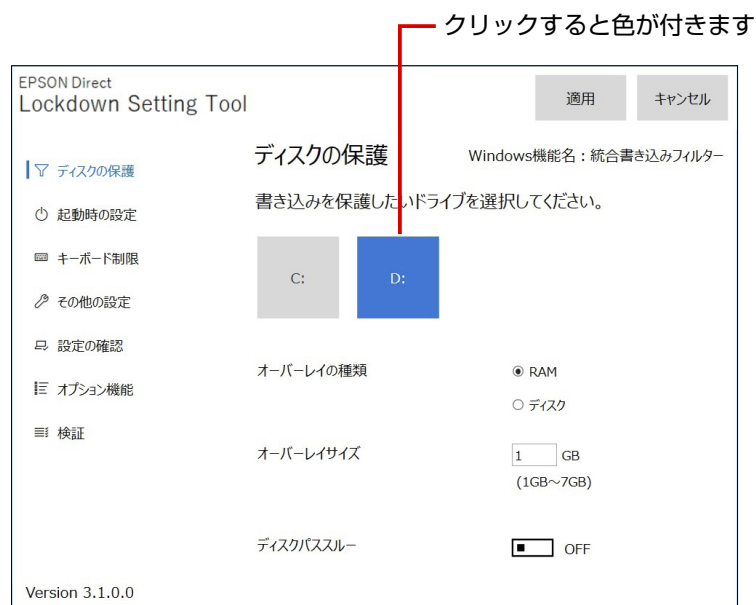 クリックすると色が付きます
EPSON Direct
Lockdown Setting Tool
適用
キャンセル
ディスクの保護
起動時の設定
キーボード制限
その他の設定
設定の確認
オプション機能
検証
Version 3.1.0.0
ディスクの保護
Windows機能名：統合書き込みフィルター
書き込みを保護したいドライブを選択してください。
C:
D:
オーバーレイの種類
RAM
ディスク
オーバーレイサイズ
1 GB
(1GB～7GB)
ディスクパススルー
OFF